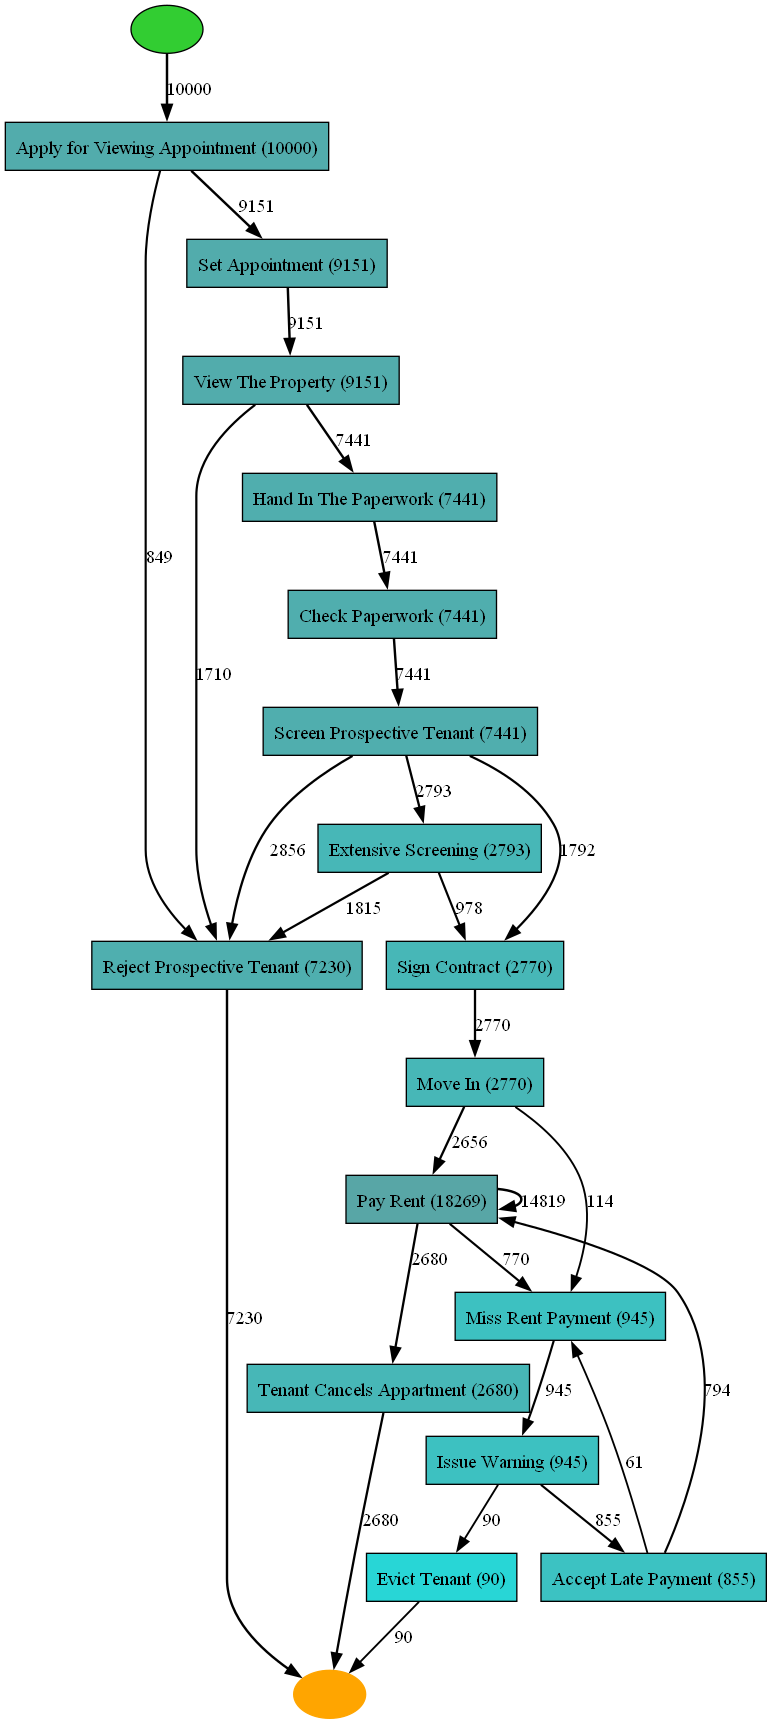 10000
Apply for Viewing Appointment (10000)
9151
Set Appointment (9151)
9151
View The Property (9151)
7441
Hand In The Paperwork (7441)
849
7441
Check Paperwork (7441)
1710
7441
Screen Prospective Tenant (7441)
2793
2856
Extensive Screening (2793)
1792
1815
978
Reject Prospective Tenant (7230)
Sign Contract (2770)
2770
Move In (2770)
2656
Pay Rent (18269)
14819
114
2680
770
7230
Miss Rent Payment (945)
Tenant Cancels Appartment (2680)
945
794
Issue Warning (945)
61
2680
90
855
Evict Tenant (90)
Accept Late Payment (855)
90